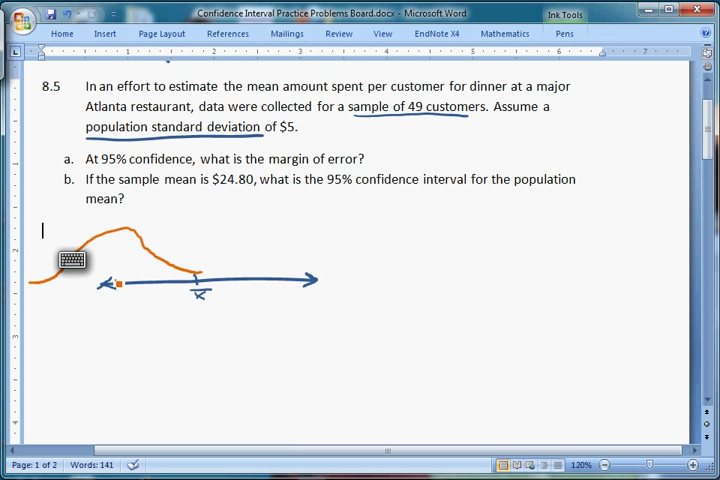 Confidence Interval Practice Problems Board.docx - Microsoft Word
Ink Tools
Home Insert Page Layout References Mailings Review View EndNote X4 Mathematics Pens
8.5 In an effort to estimate the mean amount spent per customer for dinner at a major
Atlanta restaurant, data were collected for a sample of 49 customers. Assume a
population standard deviation of $5.
a. At 95% confidence, what is the margin of error?
b. If the sample mean is $24.80, what is the 95% confidence interval for the population
mean?
x̄
Page: 1 of 2 Words: 141 120%